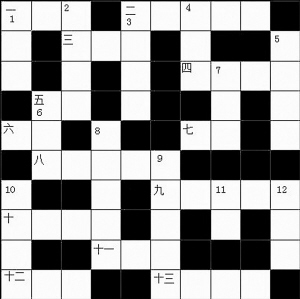 一 2 二 4
1 3
三 5
四 7
五
6
六 8 七
八 9
10 九 11 12
十
十一
十二 十三